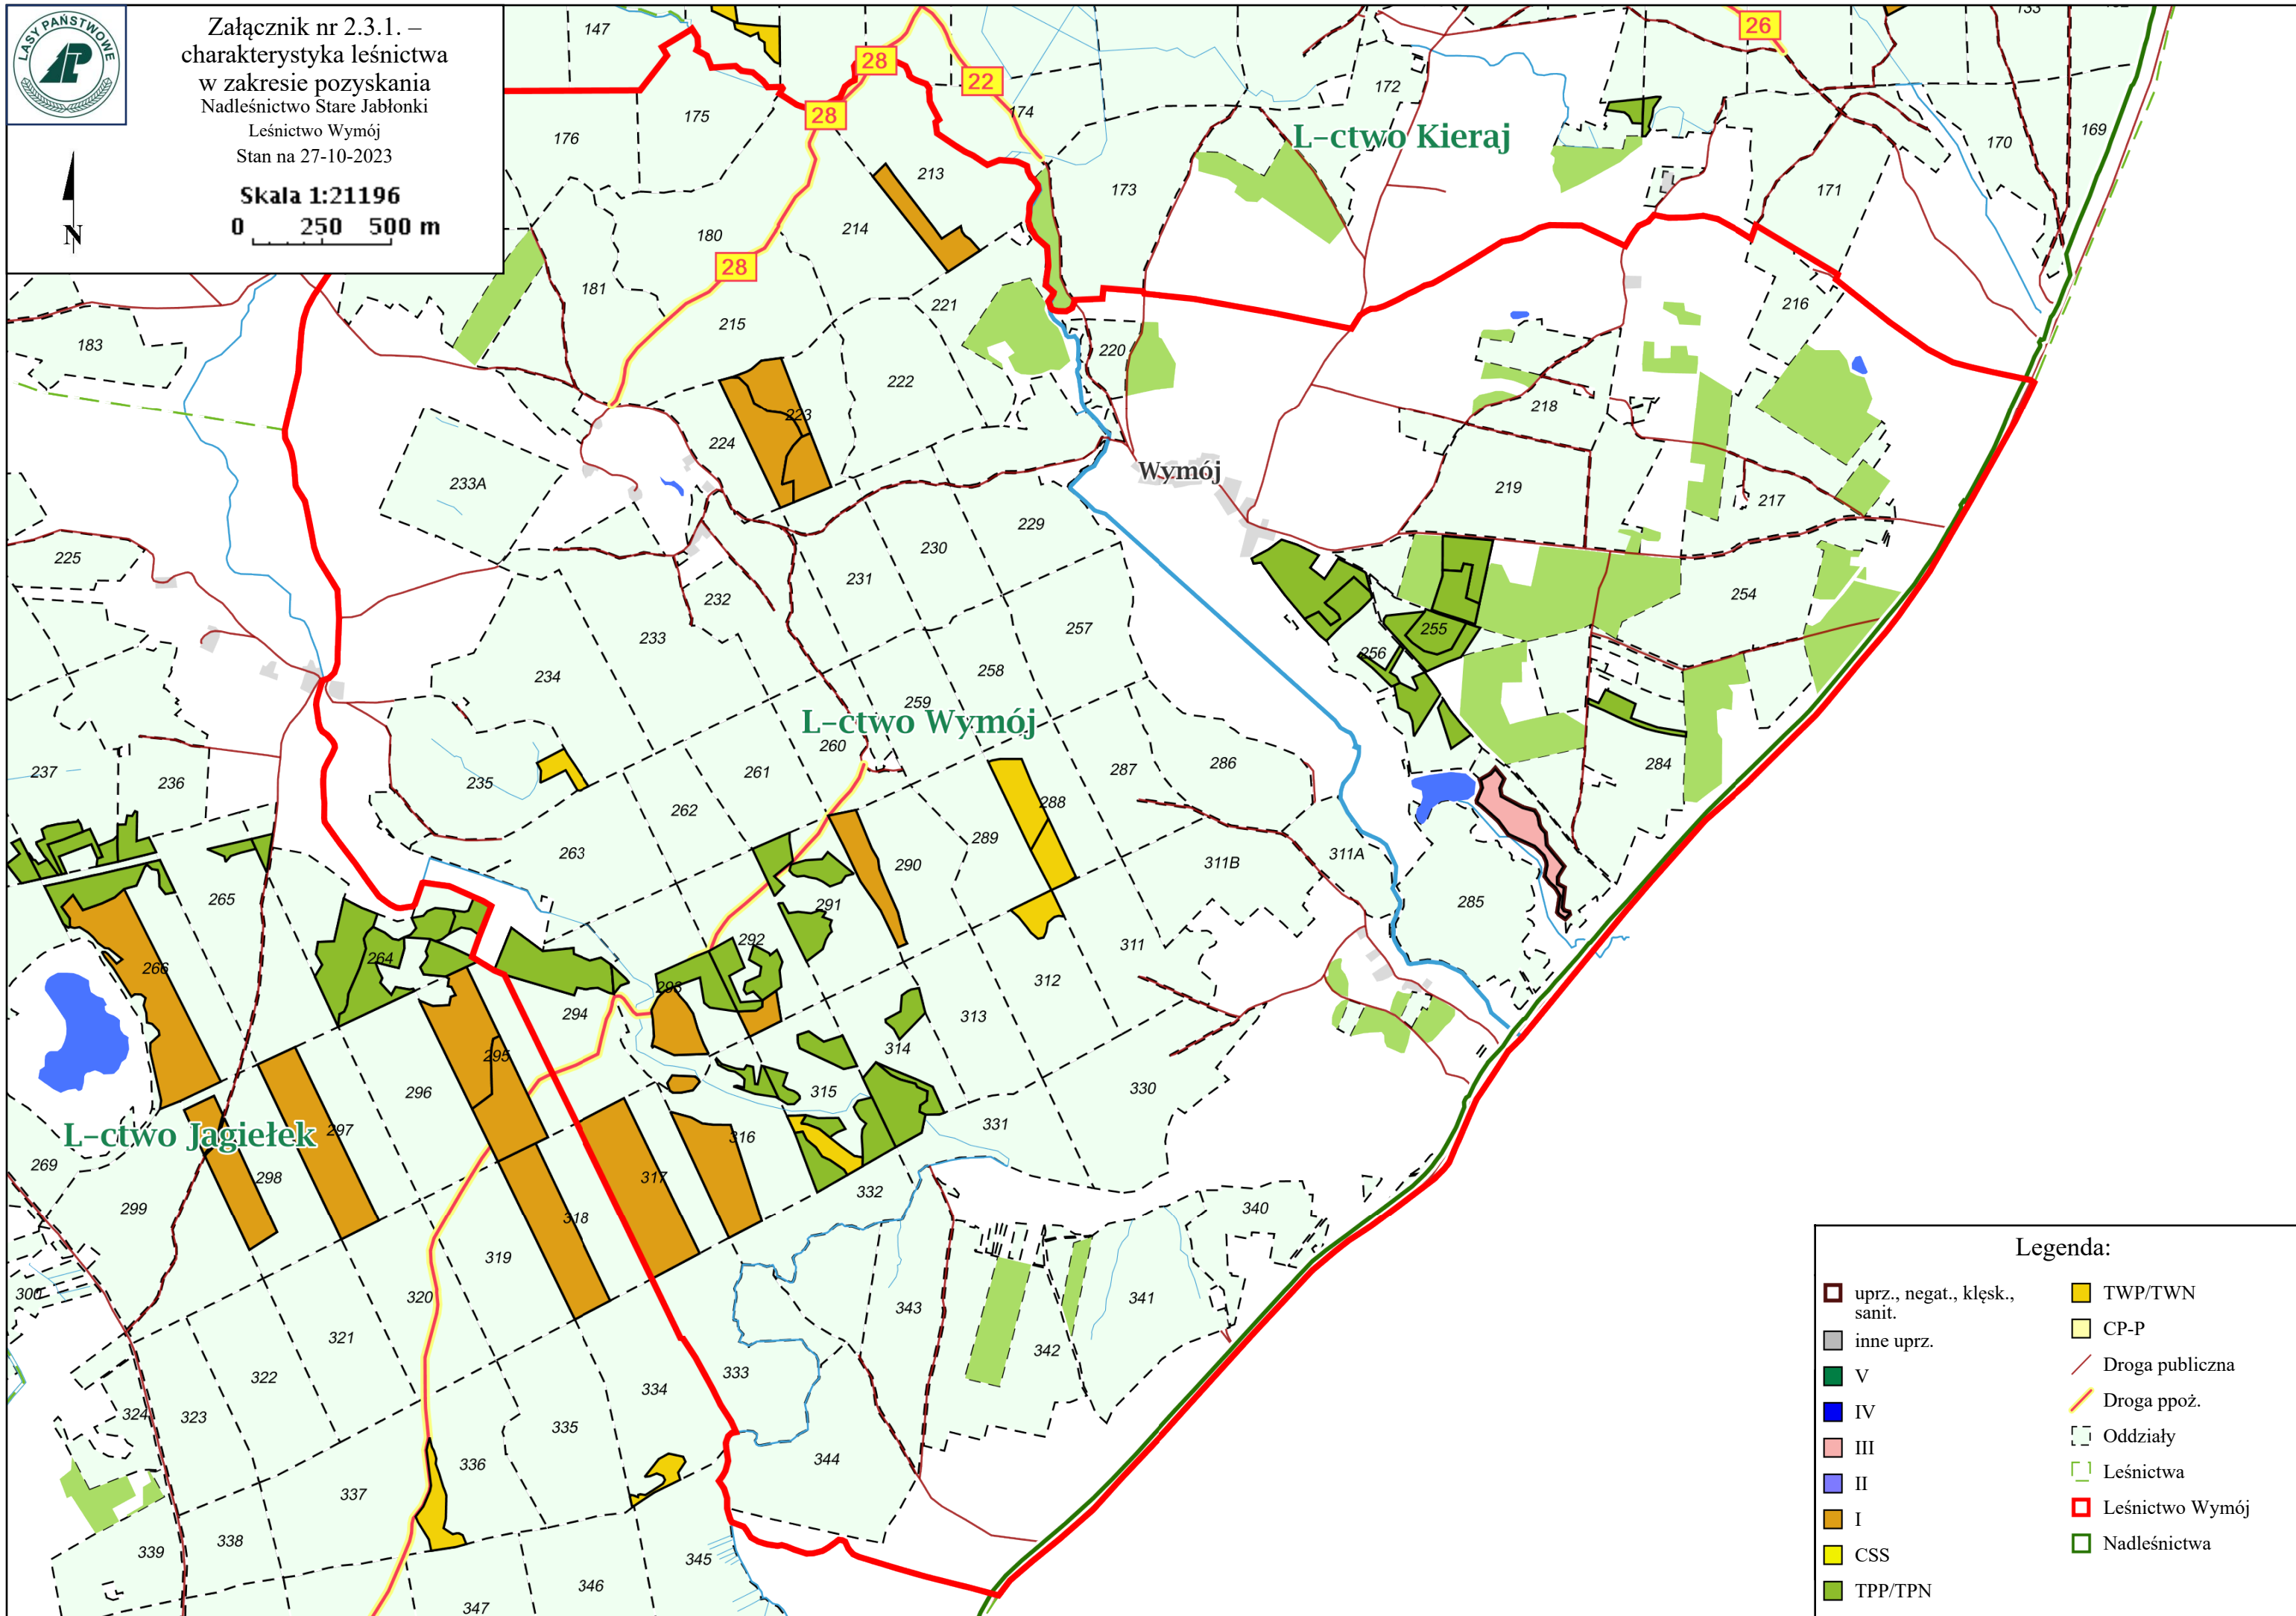 LASY PAŃSTWOWE
Załącznik nr 2.3.1. –
charakterystyka leśnictwa
w zakresie pozyskania
Nadleśnictwo Stare Jabłonki
Leśnictwo Wymój
Stan na 27-10-2023
Skala 1:21196
0 250 500 m
N
147
28
22
26
28
174
172
175
176
169
170
L-ctwo Kieraj
213
173
171
180
214
28
181
221
216
215
220
183
222
218
223
224
Wymój
233A
219
217
229
230
225
231
232
254
257
255
233
256
258
234
259
L-ctwo Wymój
260
286
284
287
261
237
236
235
288
262
289
263
311B
311A
290
265
285
291
292
311
264
266
312
293
294
313
314
295
296
315
330
331
L-ctwo Jagiełek
297
316
269
298
317
332
299
340
318
319
300
320
341
343
321
342
333
322
334
324
323
335
344
336
337
338
339
345
346
347
Legenda:
uprz., negat., klęsk.,
sanit.
inne uprz.
V
IV
III
II
I
CSS
TPP/TPN
TWP/TWN
CP-P
Droga publiczna
Droga ppoż.
Oddziały
Leśnictwa
Leśnictwo Wymój
Nadleśnictwa